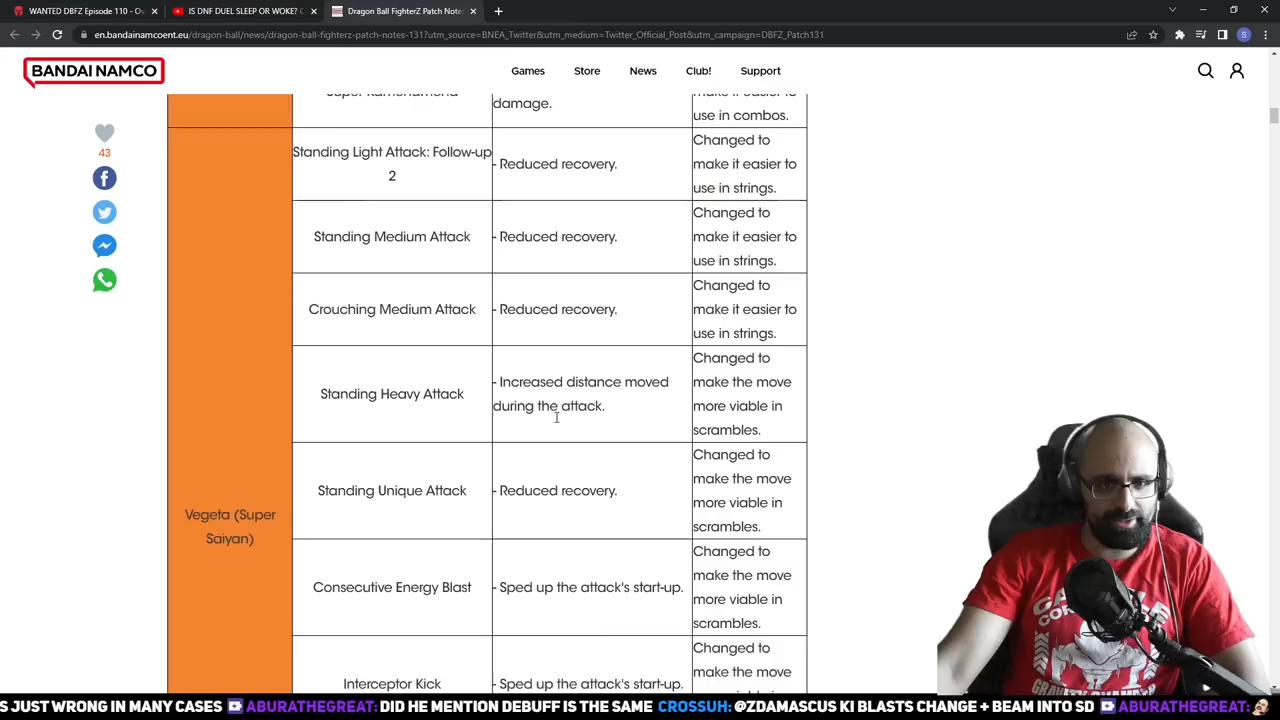 WANTED DBFZ Episode 110 - Ov
IS DNF DUEL SLEEP OR WOKE? C
Dragon Ball FighterZ Patch Note
en.bandainamcoent.eu/dragon-ball/news/dragon-ball-fighterz-patch-notes-131?utm_source=BNEA_Twitter&utm_medium=Twitter_Official_Post&utm_campaign=DBFZ_Patch131
S
BANDAI NAMCO
Games Store News Club! Support
43
damage.
make it easier to
use in combos.
Vegeta (Super
Saiyan)
Standing Light Attack: Follow-up
2
- Reduced recovery.
Changed to
make it easier to
use in strings.
Standing Medium Attack
- Reduced recovery.
Changed to
make it easier to
use in strings.
Crouching Medium Attack
- Reduced recovery.
Changed to
make it easier to
use in strings.
Standing Heavy Attack
- Increased distance moved
during the attack.
Changed to
make the move
more viable in
scrambles.
Standing Unique Attack
- Reduced recovery.
Changed to
make the move
more viable in
scrambles.
Consecutive Energy Blast
- Sped up the attack's start-up.
Changed to
make the move
more viable in
scrambles.
Interceptor Kick
- Sped up the attack's start-up.
Changed to
make the move
S JUST WRONG IN MANY CASES ABURATHEGREAT: DID HE MENTION DEBUFF IS THE SAME CROSSUH: @ZDAMASCUS KI BLASTS CHANGE + BEAM INTO SD ABURATHEGREAT: